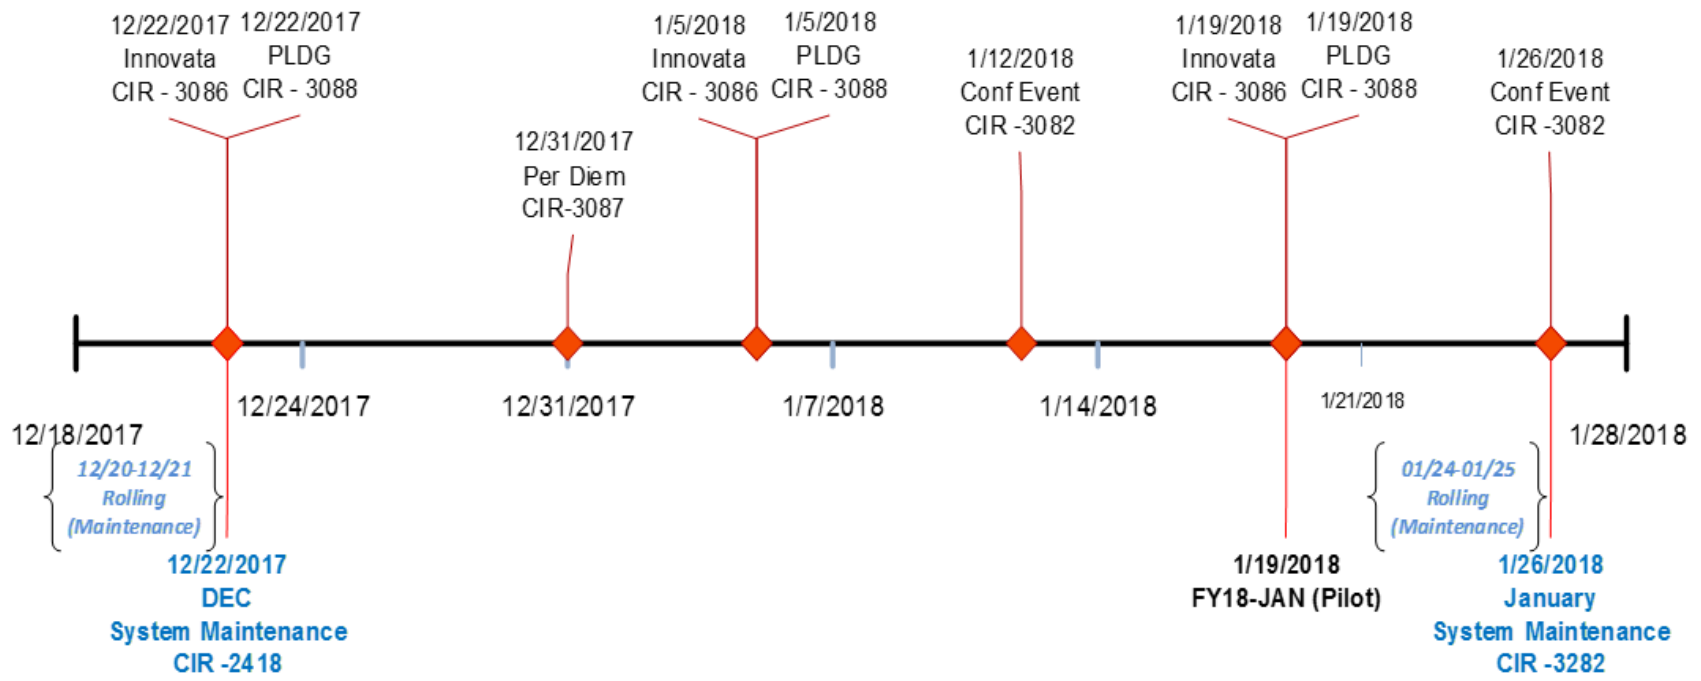 12/22/2017
Innovata
CIR - 3086
12/22/2017
PLDG
CIR - 3088
12/31/2017
Per Diem
CIR-3087
1/5/2018
Innovata
CIR - 3086
1/5/2018
PLDG
CIR - 3088
1/12/2018
Conf Event
CIR -3082
1/19/2018
Innovata
CIR - 3086
1/19/2018
PLDG
CIR - 3088
1/26/2018
Conf Event
CIR -3082
12/18/2017
12/24/2017
12/31/2017
1/7/2018
1/14/2018
1/21/2018
1/28/2018
12/20-12/21
Rolling
(Maintenance)
12/22/2017
DEC
System Maintenance
CIR -2418
1/19/2018
FY18-JAN (Pilot)
01/24-01/25
Rolling
(Maintenance)
1/26/2018
January
System Maintenance
CIR -3282